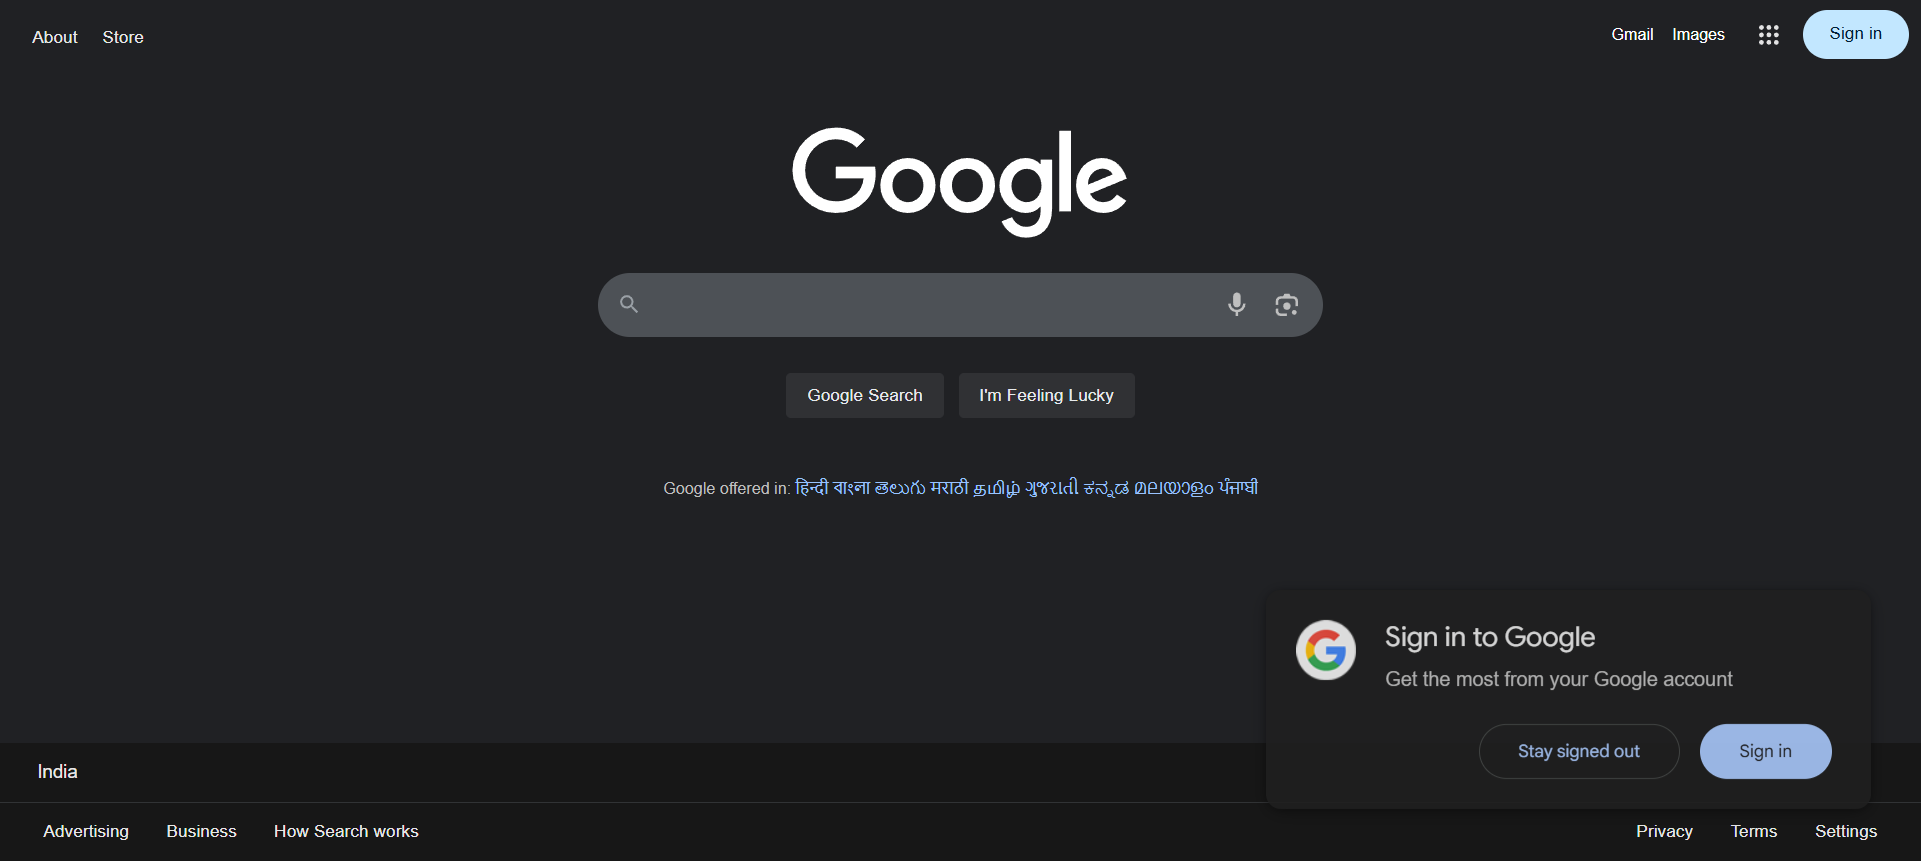 About Store
Gmail Images Sign in
Google
Google Search I'm Feeling Lucky
Google offered in: हिन्दी বাংলা తెలుగు मराठी தமிழ் ગુજરાતી ಕನ್ನಡ മലയാളം ਪੰਜਾਬੀ
Sign in to Google
Get the most from your Google account
Stay signed out Sign in
India
Advertising Business How Search works
Privacy Terms Settings